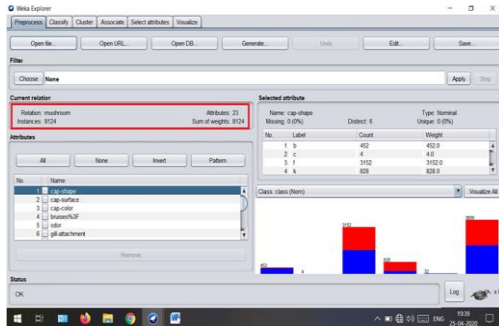 Weka Explorer
Preprocess Classify Cluster Associate Select attributes Visualize
Open file... Open URL... Open DB... Generate... Undo Edit... Save...
Filter
Choose None Apply Stop
Current relation
Relation: mushroom Attributes: 23
Instances: 8124 Sum of weights: 8124
Selected attribute
Name: cap-shape Type: Nominal
Missing: 0 (0%) Distinct: 6 Unique: 0 (0%)
No. Label Count Weight
1 b 452 452.0
2 c 4 4.0
3 f 3152 3152.0
4 k 828 828.0
Attributes
All None Invert Pattern
No. Name
1 cap-shape
2 cap-surface
3 cap-color
4 bruises%3F
5 odor
6 gill-attachment
Remove
Class: class (Nom) Visualize All
452 4 3152 828 32
Status
OK
Log x
ENG 19:39
25-04-2020